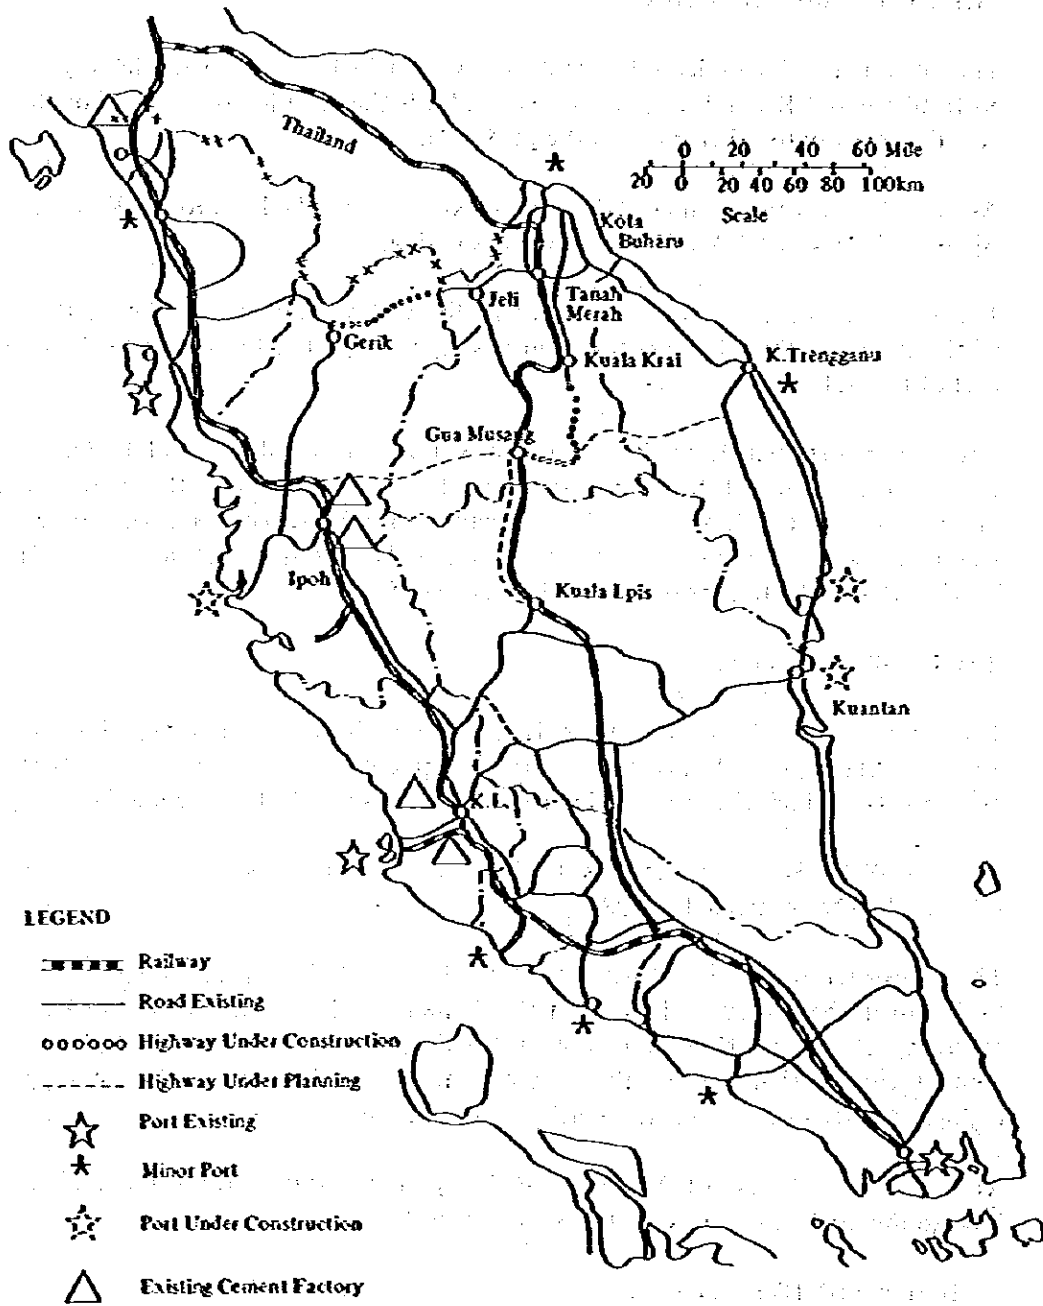 Thailand
0 20 40 60 Mile
20 0 20 40 60 80 100km
Scale
Kota
Buharu
Jeli
Tanah
Merah
Gerik
Kuala Krai
K.Trengganu
Gua Musang
Ipoh
Kuala Lpis
Kuantan
K.L.
LEGEND
Railway
Road Existing
Highway Under Construction
Highway Under Planning
Port Existing
Minor Port
Port Under Construction
Existing Cement Factory